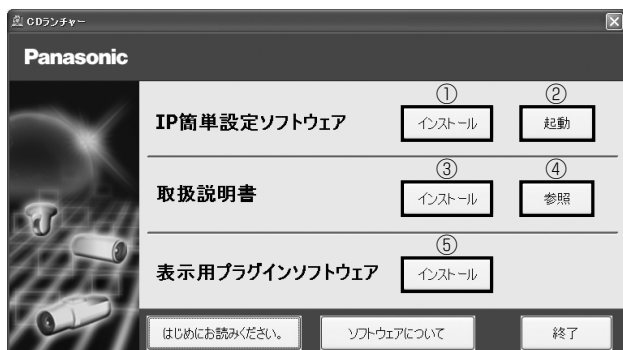 CDランチャー
Panasonic
① ②
IP簡単設定ソフトウェア インストール 起動
③ ④
取扱説明書 インストール 参照
⑤
表示用プラグインソフトウェア インストール
はじめにお読みください。 ソフトウェアについて 終了